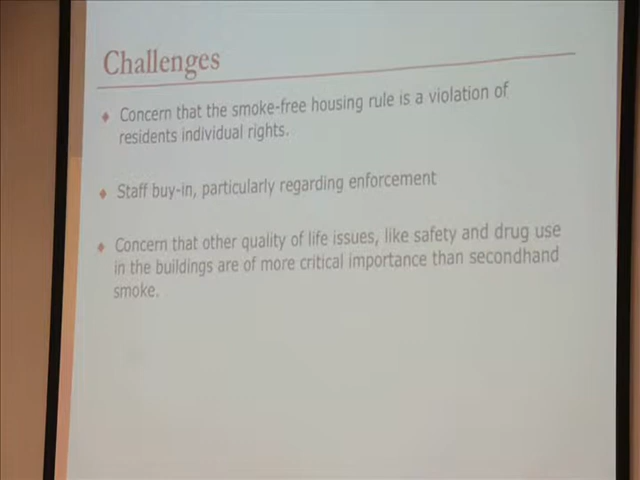 Challenges
Concern that the smoke-free housing rule is a violation of
residents individual rights.
Staff buy-in, particularly regarding enforcement
Concern that other quality of life issues, like safety and drug use
in the buildings are of more critical importance than secondhand
smoke.